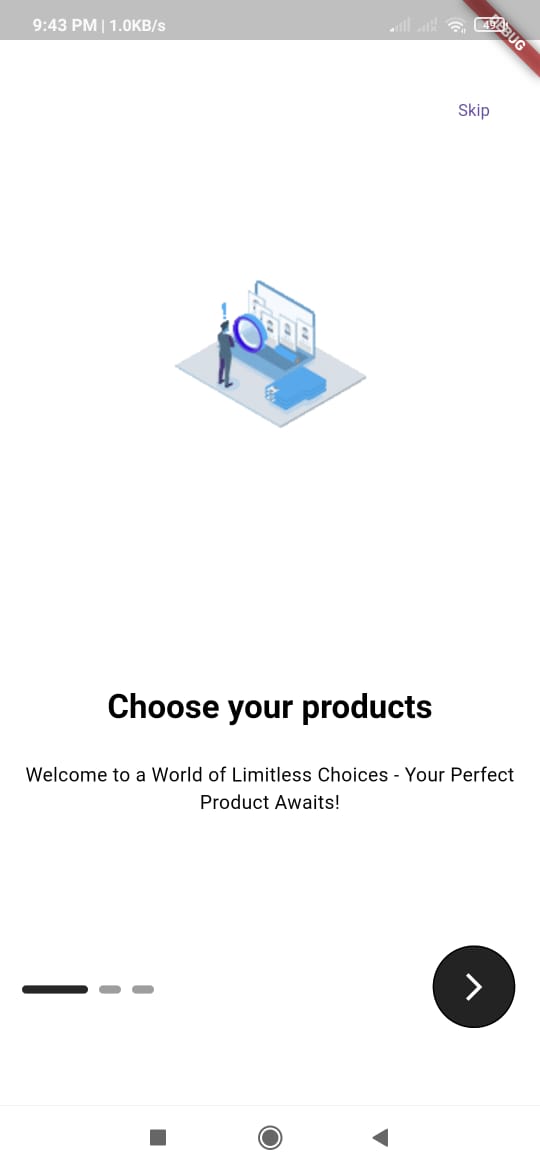 9:43 PM | 1.0KB/s
49
DEBUG
Skip
Choose your products
Welcome to a World of Limitless Choices - Your Perfect
Product Awaits!